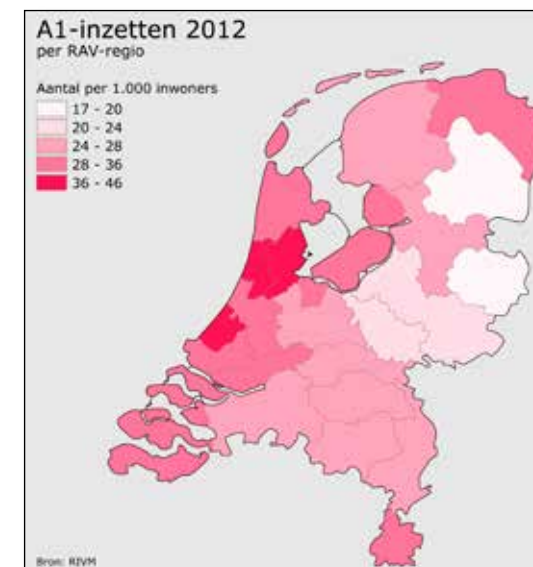 A1-inzetten 2012
per RAV-regio
Aantal per 1.000 inwoners
17 - 20
20 - 24
24 - 28
28 - 36
36 - 46
Bron: RIVM